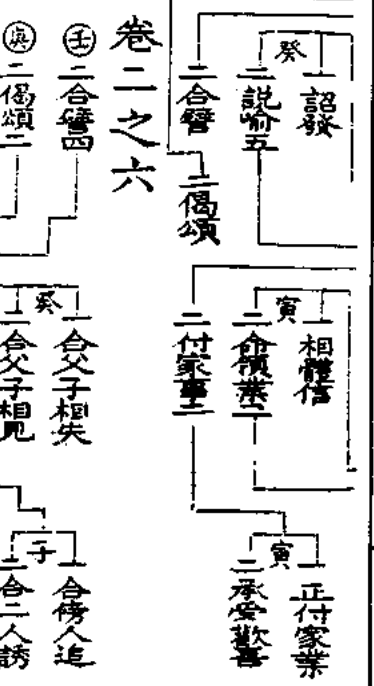 癸
一詔發
二說喻五
二合譬
二偈頌
寅
一相體信
二命領業二
二付家事二
寅
一正付家業
二承受歡喜
卷二之六
壬
二合譬四
癸
一合父子相失
二合父子相見
子
一合傍人追
二合二人誘
二偈頌二